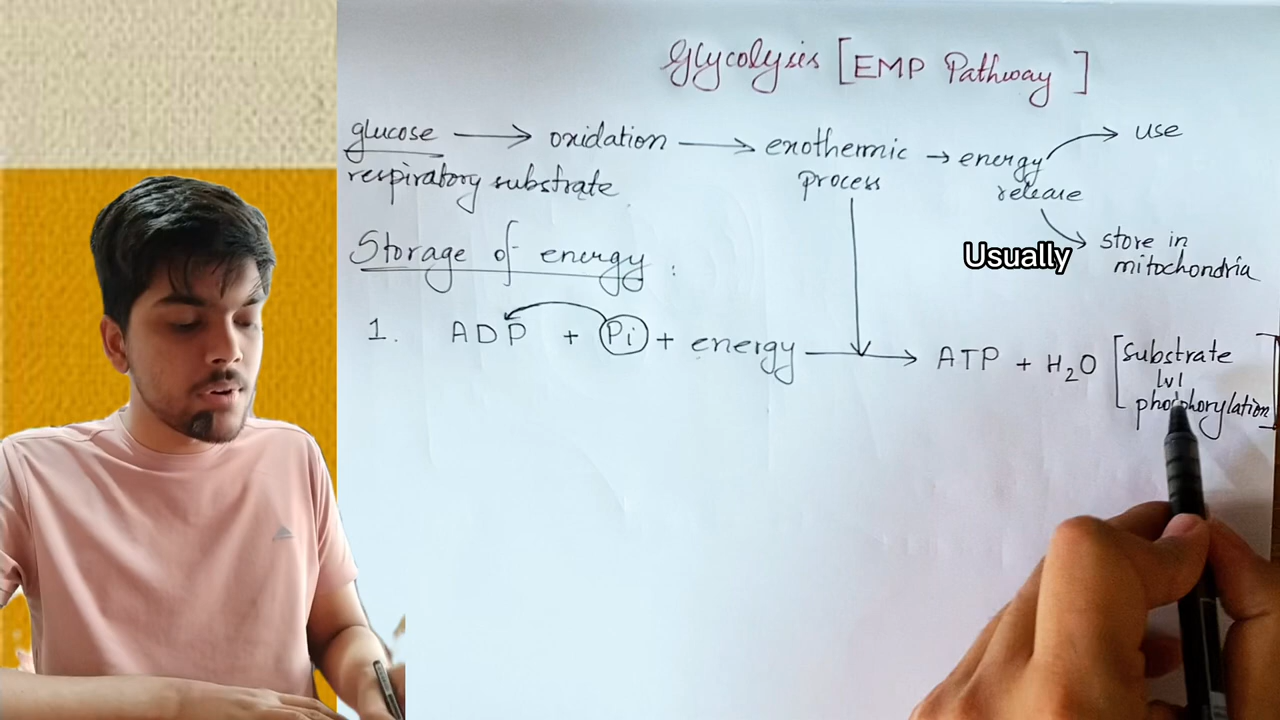 Glycolysis [EMP Pathway]
glucose → oxidation → exothermic process → energy release
use
respiratory substrate
store in mitochondria
Usually
Storage of energy :
1. ADP + Pi + energy → ATP + H2O [substrate lvl phosphorylation]